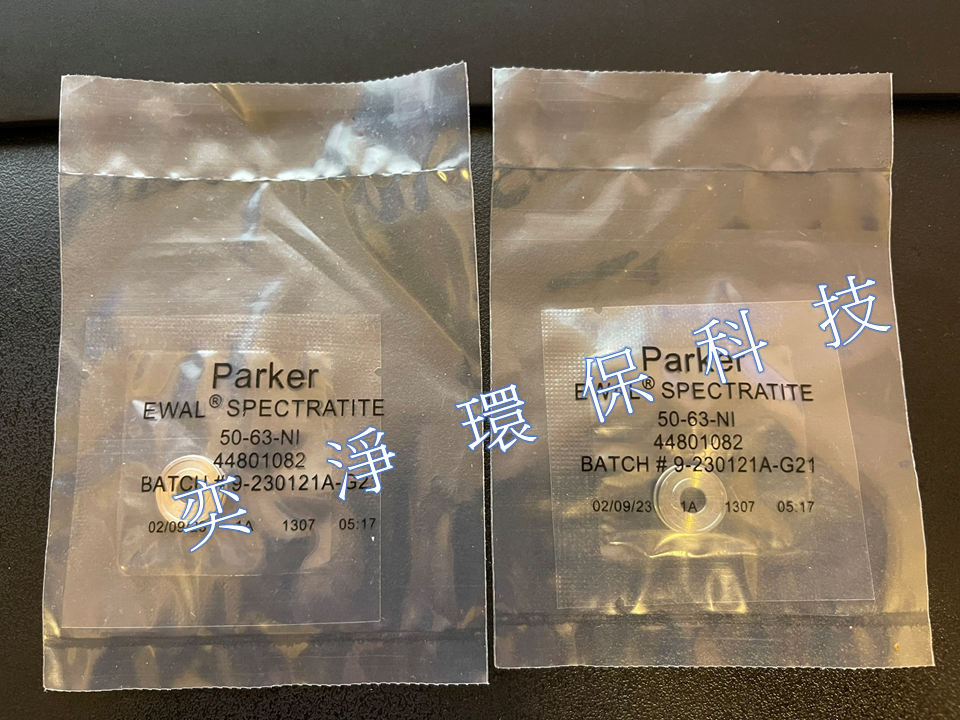 Parker
EWAL® SPECTRATITE
50-63-NI
44801082
BATCH # 9-230121A-G21
02/09/23 1A 1307 05:17
Parker
EWAL® SPECTRATITE
50-63-NI
44801082
BATCH # 9-230121A-G21
02/09/23 1A 1307 05:17
奕淨環保科技